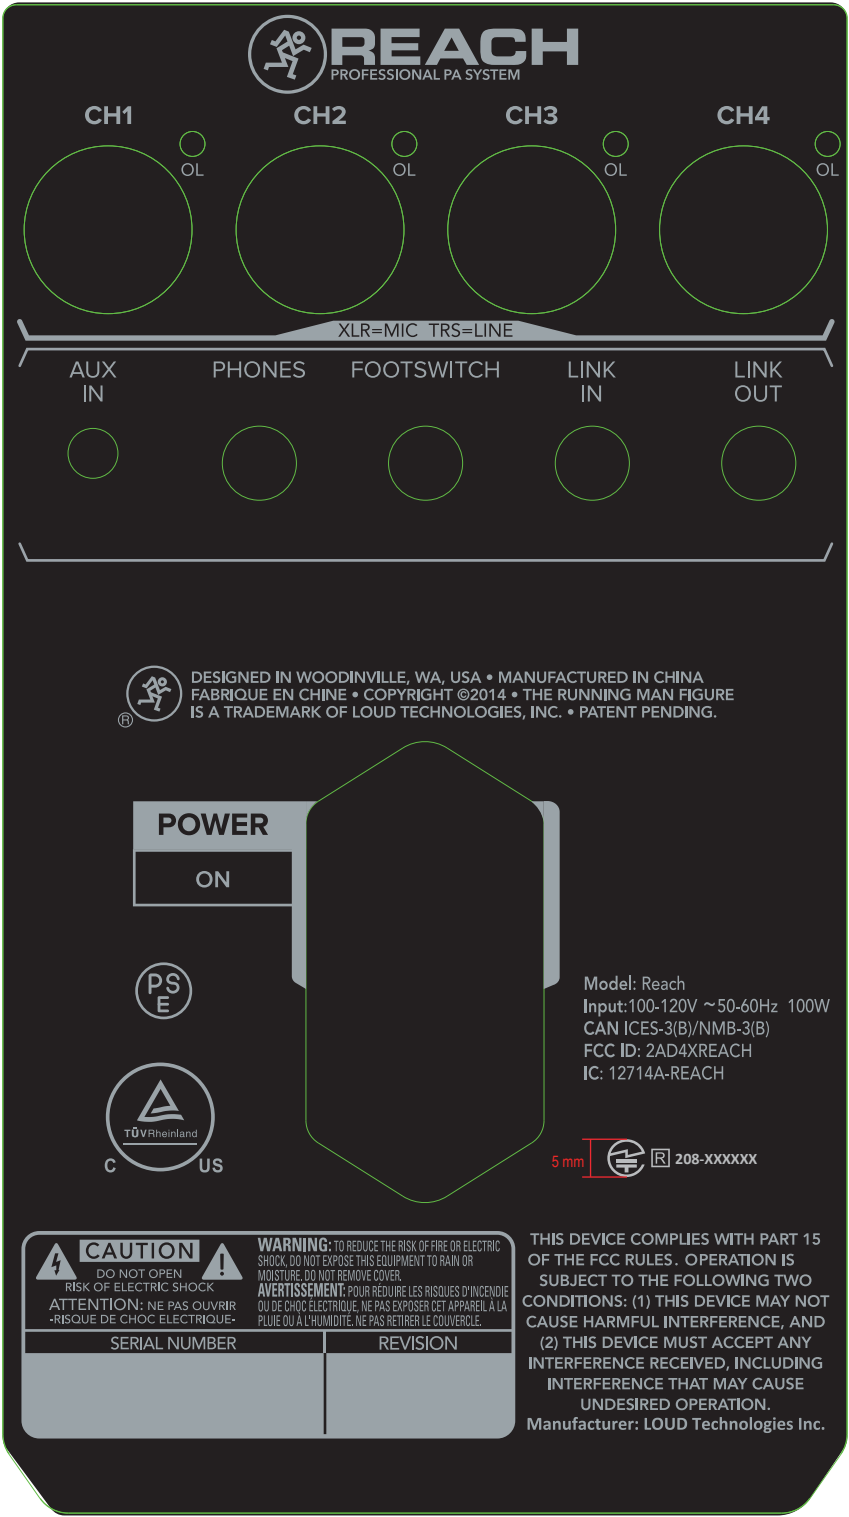 REACH
PROFESSIONAL PA SYSTEM
CH1 CH2 CH3 CH4
OL OL OL OL
XLR=MIC TRS=LINE
AUX IN
PHONES
FOOTSWITCH
LINK IN
LINK OUT
DESIGNED IN WOODINVILLE, WA, USA • MANUFACTURED IN CHINA
FABRIQUE EN CHINE • COPYRIGHT ©2014 • THE RUNNING MAN FIGURE
IS A TRADEMARK OF LOUD TECHNOLOGIES, INC. • PATENT PENDING.
®
POWER
ON
PS
E
Model: Reach
Input:100-120V ~50-60Hz 100W
CAN ICES-3(B)/NMB-3(B)
FCC ID: 2AD4XREACH
IC: 12714A-REACH
TÜVRheinland
C US
5 mm
R 208-XXXXXX
CAUTION
DO NOT OPEN
RISK OF ELECTRIC SHOCK
ATTENTION: NE PAS OUVRIR
-RISQUE DE CHOC ELECTRIQUE-
WARNING: TO REDUCE THE RISK OF FIRE OR ELECTRIC
SHOCK, DO NOT EXPOSE THIS EQUIPMENT TO RAIN OR
MOISTURE. DO NOT REMOVE COVER.
AVERTISSEMENT: POUR RÉDUIRE LES RISQUES D'INCENDIE
OU DE CHOC ÉLECTRIQUE, NE PAS EXPOSER CET APPAREIL À LA
PLUIE OU À L'HUMIDITÉ. NE PAS RETIRER LE COUVERCLE.
SERIAL NUMBER
REVISION
THIS DEVICE COMPLIES WITH PART 15
OF THE FCC RULES. OPERATION IS
SUBJECT TO THE FOLLOWING TWO
CONDITIONS: (1) THIS DEVICE MAY NOT
CAUSE HARMFUL INTERFERENCE, AND
(2) THIS DEVICE MUST ACCEPT ANY
INTERFERENCE RECEIVED, INCLUDING
INTERFERENCE THAT MAY CAUSE
UNDESIRED OPERATION.
Manufacturer: LOUD Technologies Inc.